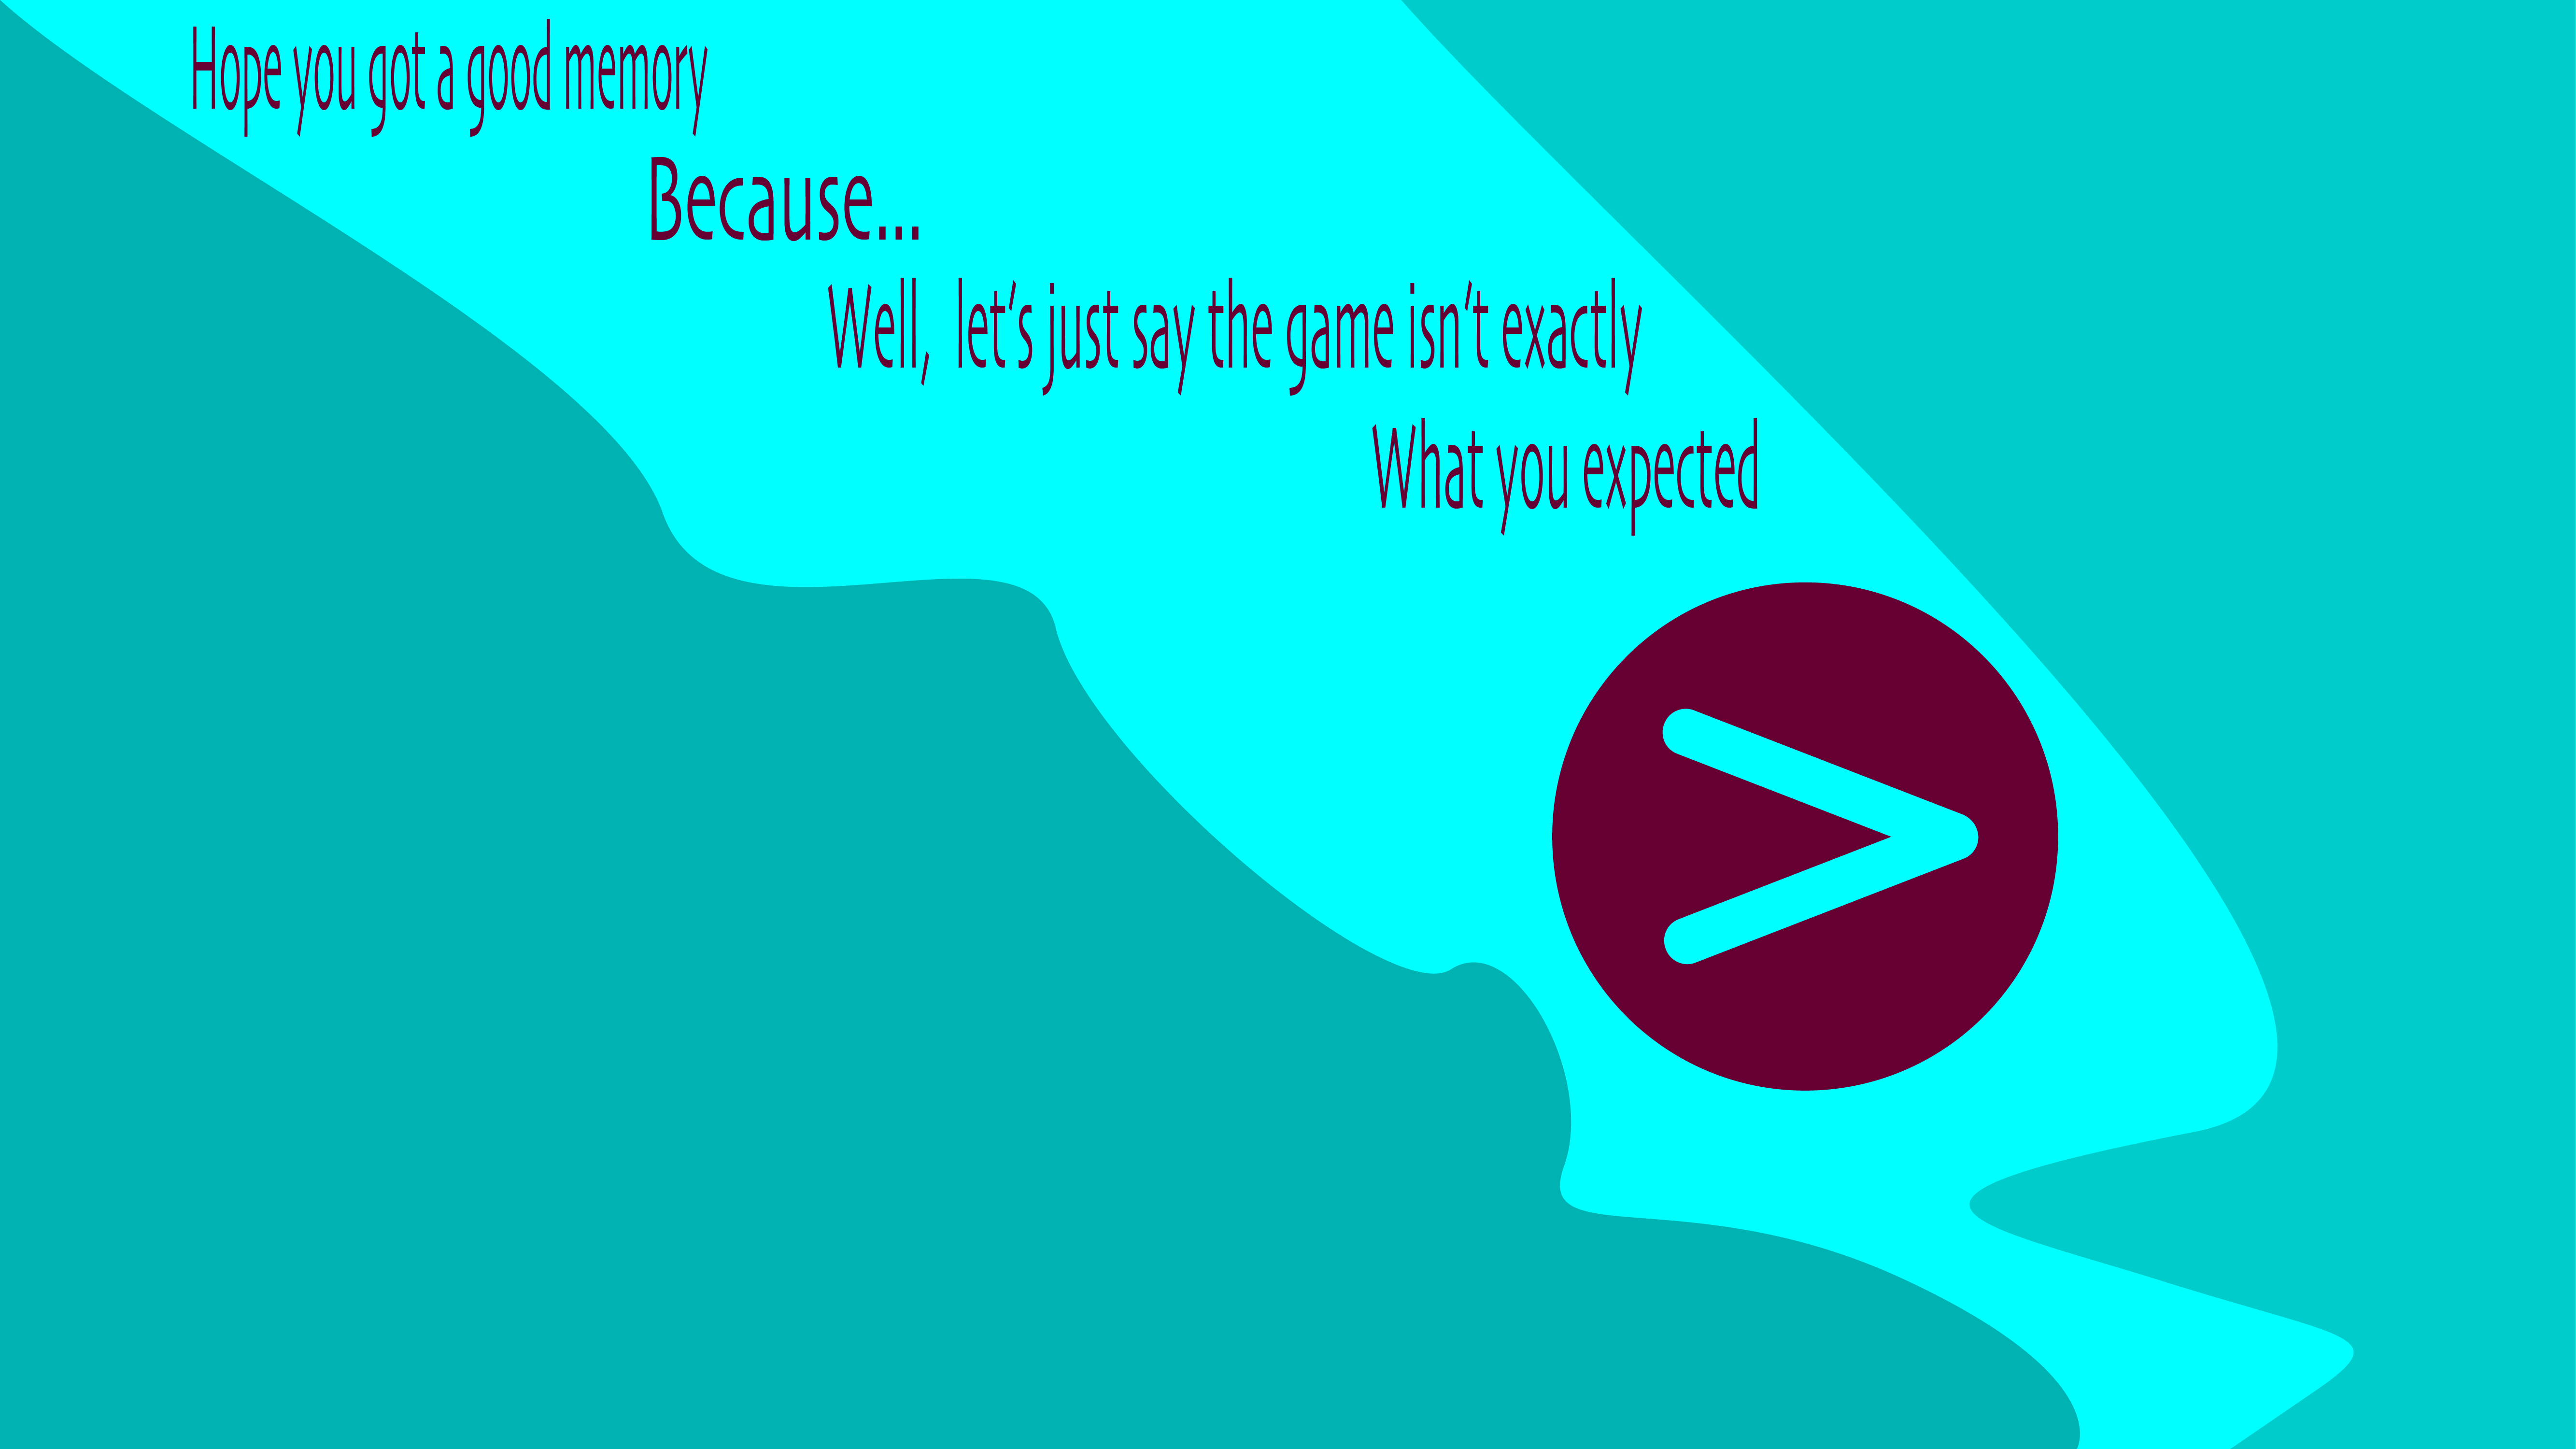 Hope you got a good memory
Because...
Well, let's just say the game isn't exactly
What you expected